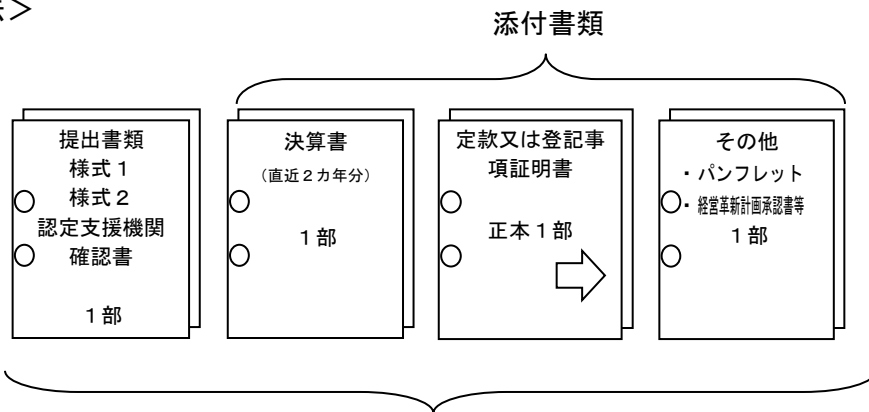 法＞
添付書類
提出書類
様式１
様式２
認定支援機関
確認書
１部
決算書
（直近２カ年分）
１部
定款又は登記事
項証明書
正本１部
その他
・パンフレット
・経営革新計画承認書等
１部